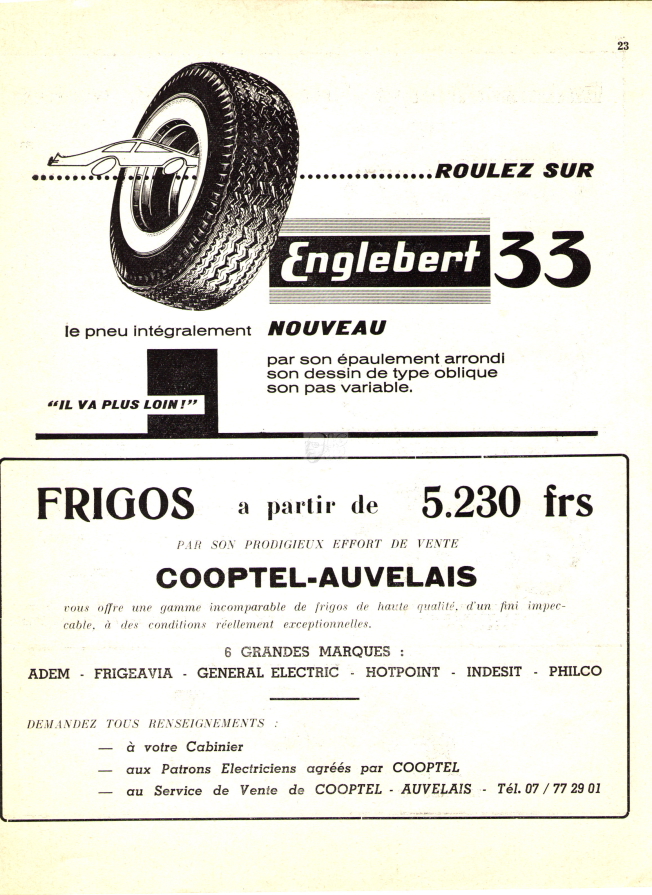 23
ROULEZ SUR
Englebert 33
le pneu intégralement NOUVEAU
par son épaulement arrondi
son dessin de type oblique
son pas variable.
“IL VA PLUS LOIN!”
FRIGOS a partir de 5.230 frs
PAR SON PRODIGIEUX EFFORT DE VENTE
COOPTEL-AUVELAIS
vous offre une gamme incomparable de frigos de haute qualité, d'un fini impec-
cable, à des conditions réellement exceptionnelles.
6 GRANDES MARQUES :
ADEM - FRIGEAVIA - GENERAL ELECTRIC - HOTPOINT - INDESIT - PHILCO
DEMANDEZ TOUS RENSEIGNEMENTS :
— à votre Cabinier
— aux Patrons Electriciens agréés par COOPTEL
— au Service de Vente de COOPTEL - AUVELAIS - Tél. 07 / 77 29 01